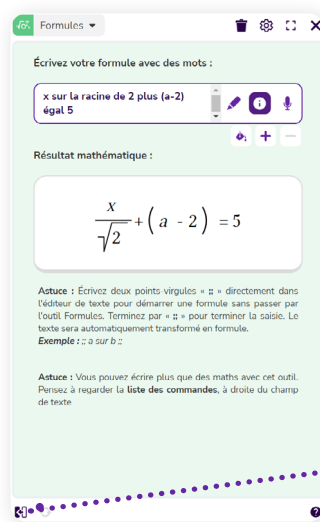 Formules
Écrivez votre formule avec des mots :
x sur la racine de 2 plus (a-2)
égal 5
Résultat mathématique :
x/√2 + ( a - 2 ) = 5
Astuce : Écrivez deux points-virgules « ;; » directement dans
l'éditeur de texte pour démarrer une formule sans passer par
l'outil Formules. Terminez par « ;; » pour terminer la saisie. Le
texte sera automatiquement transformé en formule.
Exemple : ;; a sur b ;;
Astuce : Vous pouvez écrire plus que des maths avec cet outil.
Pensez à regarder la liste des commandes, à droite du champ
de texte